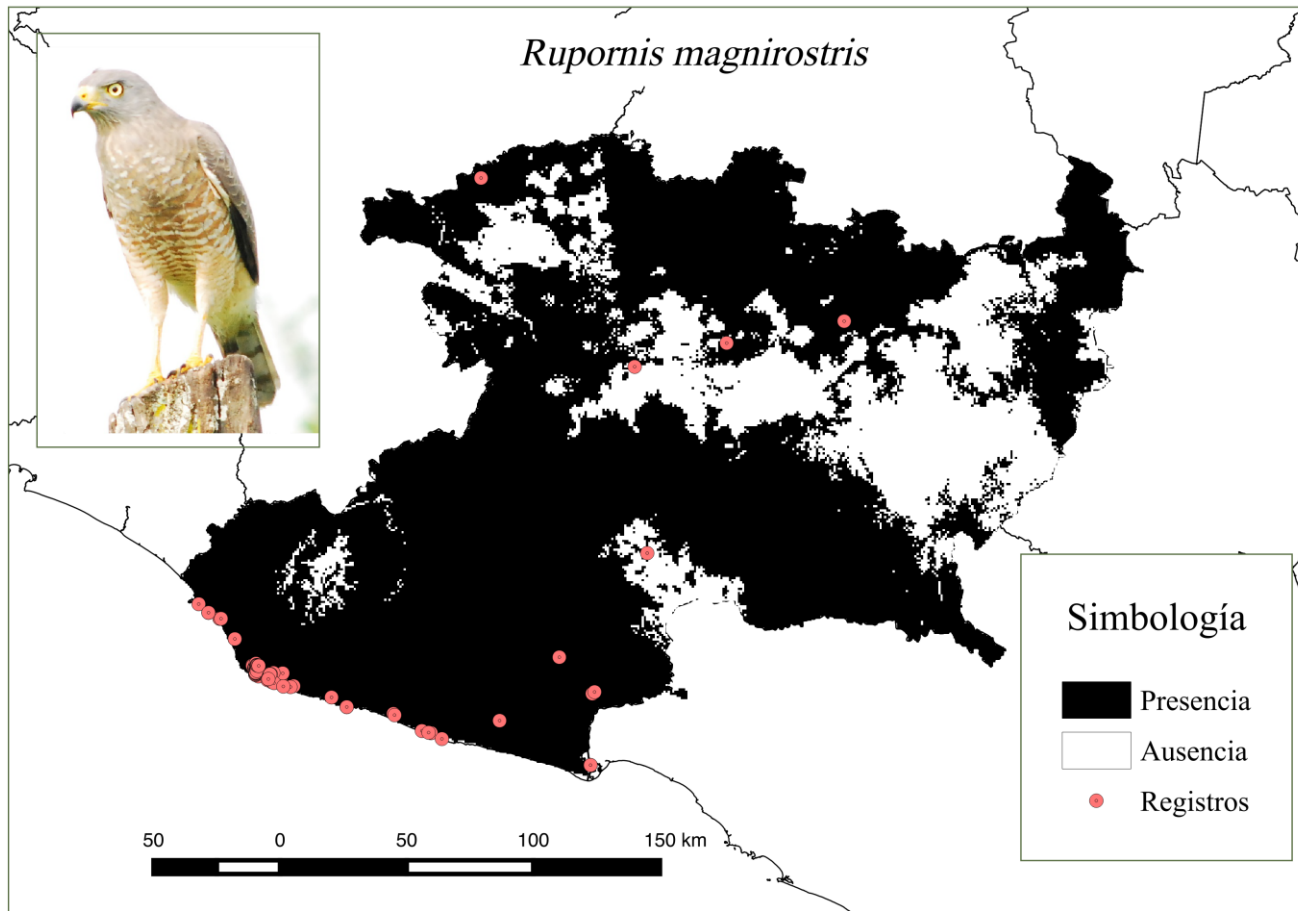 Rupornis magnirostris
Simbología
Presencia
Ausencia
Registros
50 0 50 100 150 km